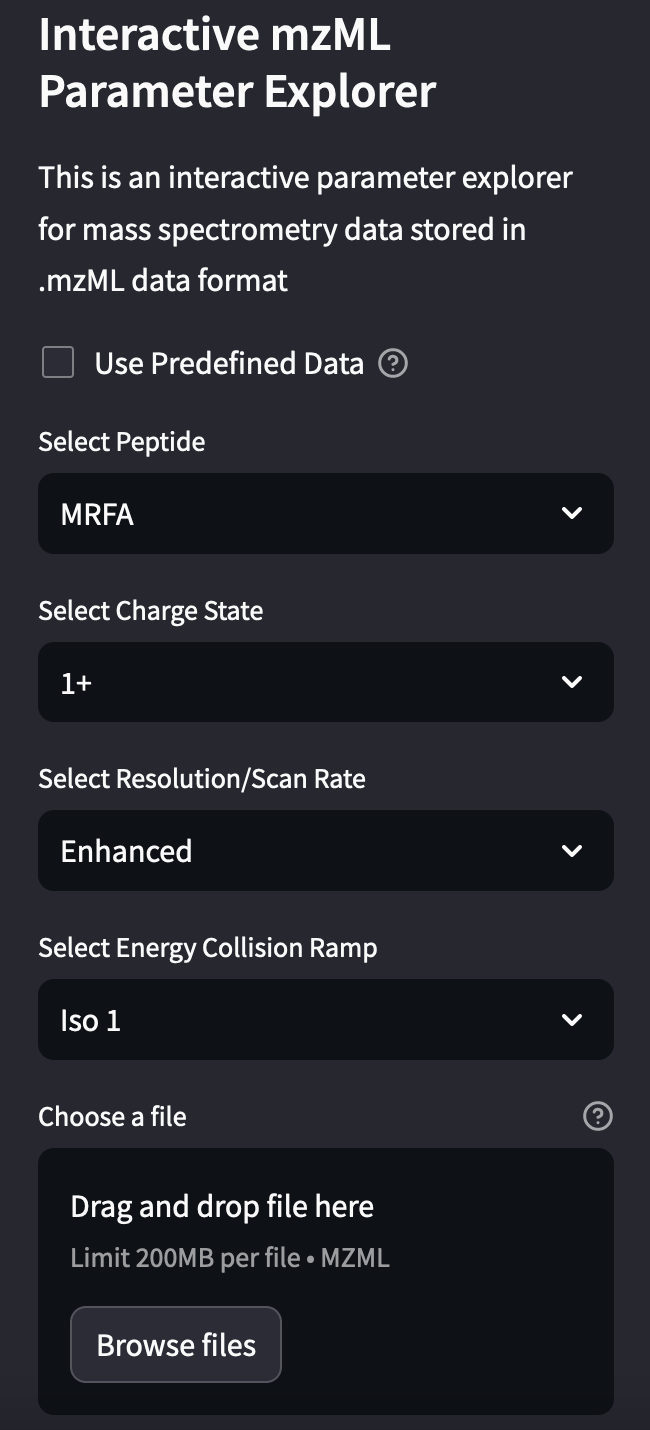 Interactive mzML
Parameter Explorer
This is an interactive parameter explorer
for mass spectrometry data stored in
.mzML data format
Use Predefined Data
Select Peptide
MRFA
Select Charge State
1+
Select Resolution/Scan Rate
Enhanced
Select Energy Collision Ramp
Iso 1
Choose a file
Drag and drop file here
Limit 200MB per file • MZML
Browse files